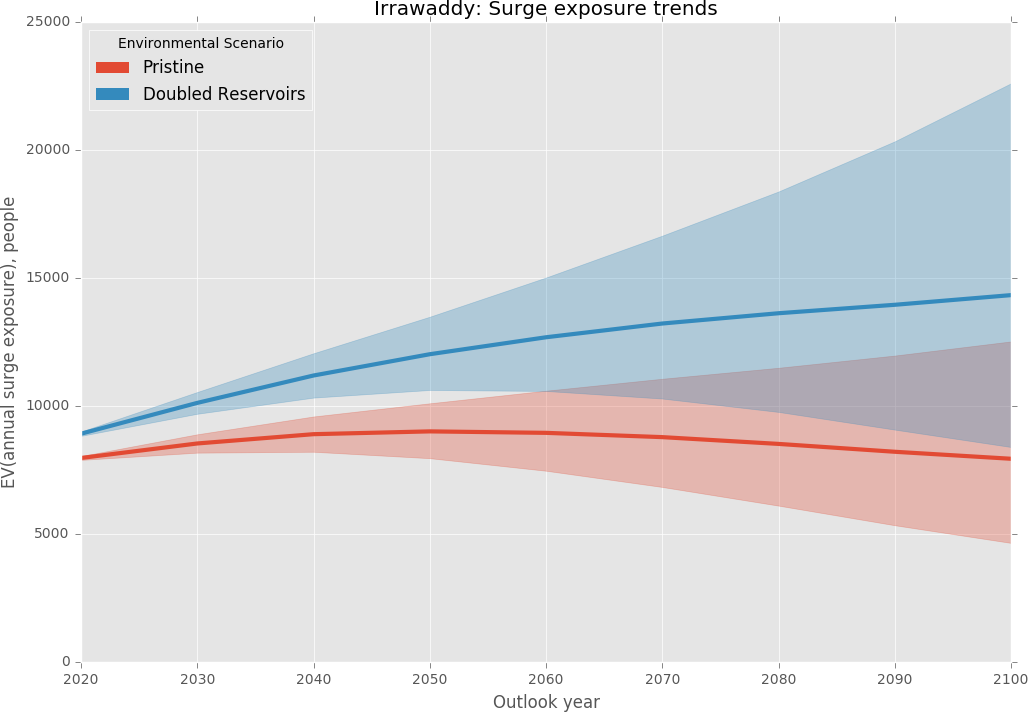 Irrawaddy: Surge exposure trends
25000
20000
15000
10000
5000
0
EV(annual surge exposure), people
Environmental Scenario
Pristine
Doubled Reservoirs
2020 2030 2040 2050 2060 2070 2080 2090 2100
Outlook year